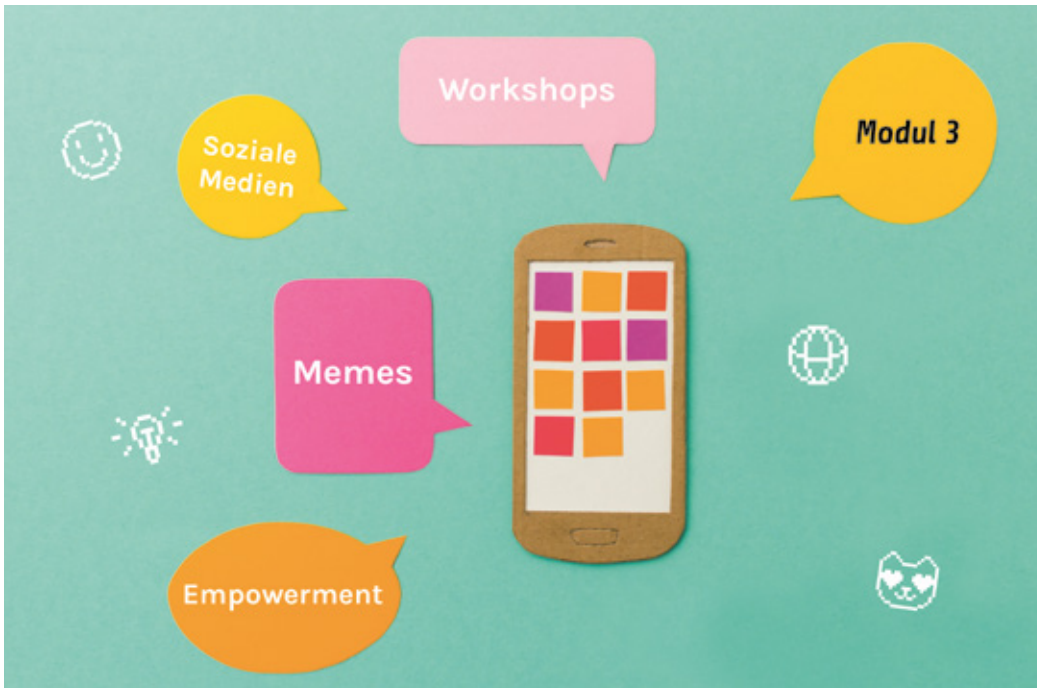 Workshops
Soziale
Medien
Modul 3
Memes
Empowerment